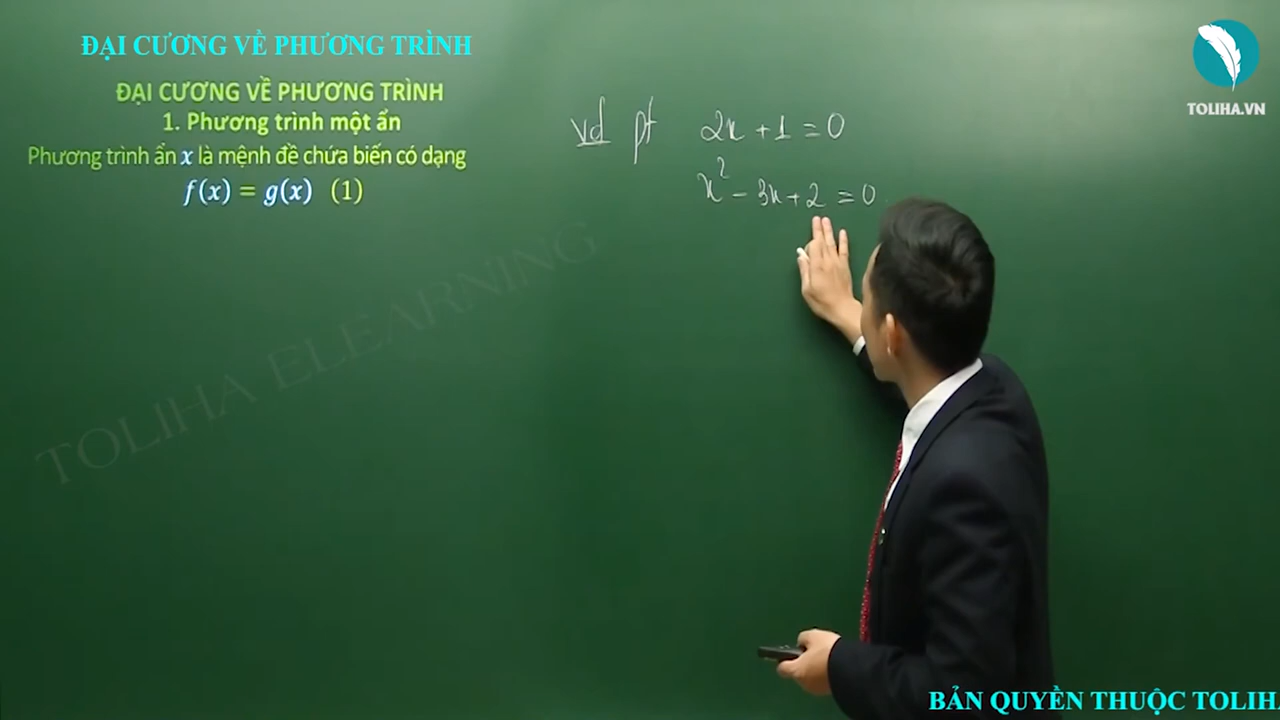 ĐẠI CƯƠNG VỀ PHƯƠNG TRÌNH
TOLIHA.VN
ĐẠI CƯƠNG VỀ PHƯƠNG TRÌNH
1. Phương trình một ẩn
Phương trình ẩn x là mệnh đề chứa biến có dạng
f(x) = g(x) (1)
vd pt 2x + 1 = 0
x² - 3x + 2 = 0
TOLIHA ELEARNING
BẢN QUYỀN THUỘC TOLIHA